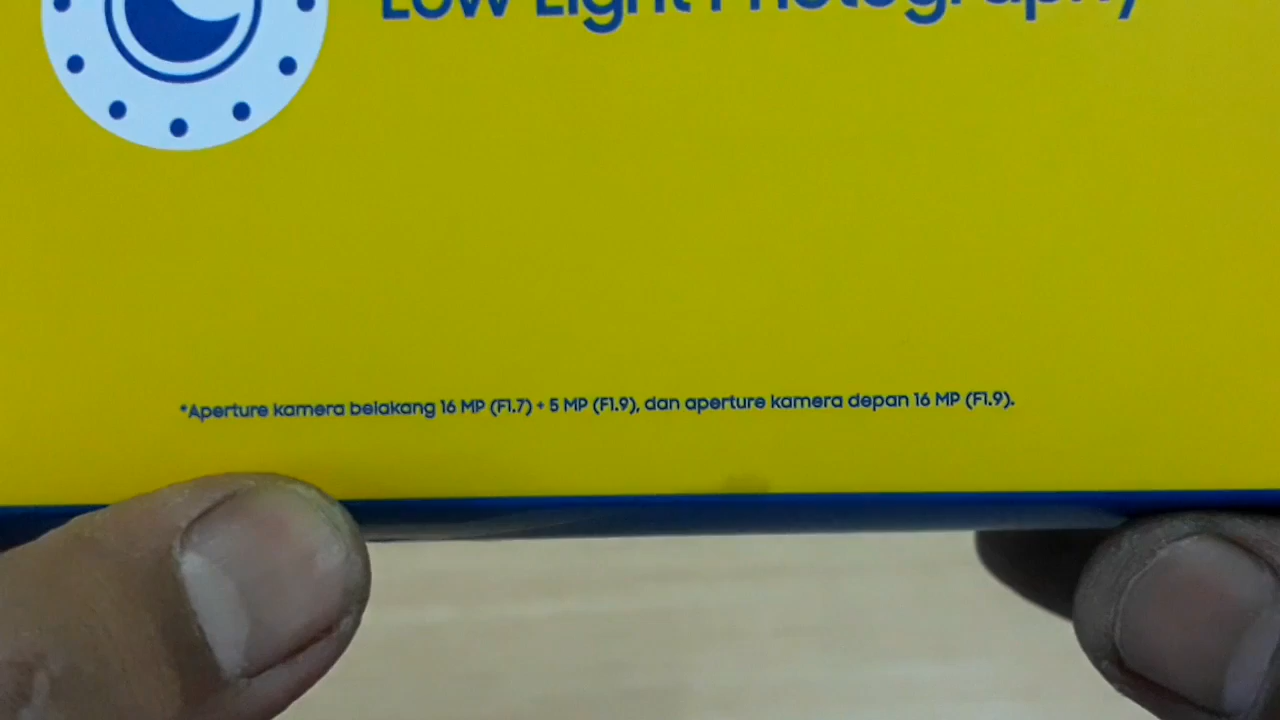 Low Light Photography
*Aperture kamera belakang 16 MP (F1.7) + 5 MP (F1.9), dan aperture kamera depan 16 MP (F1.9).